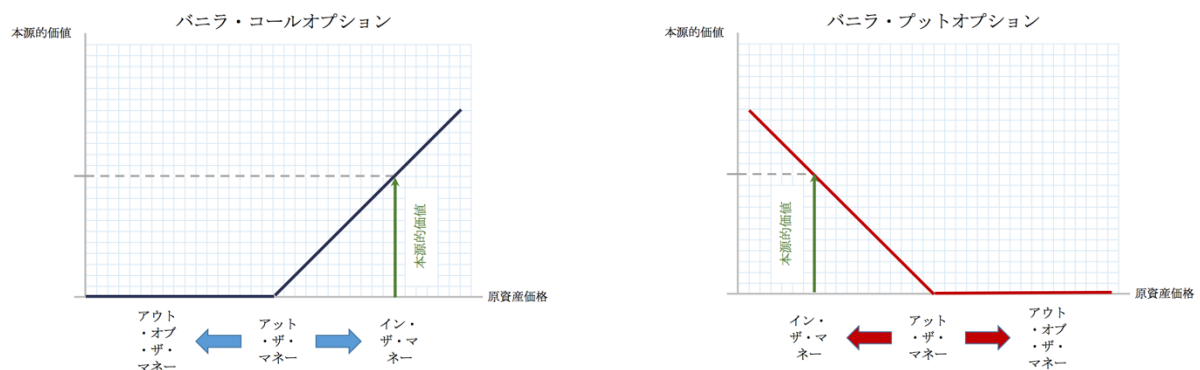 バニラ・コールオプション
本源的価値
本源的価値
原資産価格
アウト
・オブ
・ザ・
マネー
アット
・ザ・
マネー
イン・
ザ・マ
ネー
バニラ・プットオプション
本源的価値
本源的価値
原資産価格
イン・
ザ・マ
ネー
アット
・ザ・
マネー
アウト
・オブ
・ザ・
マネー